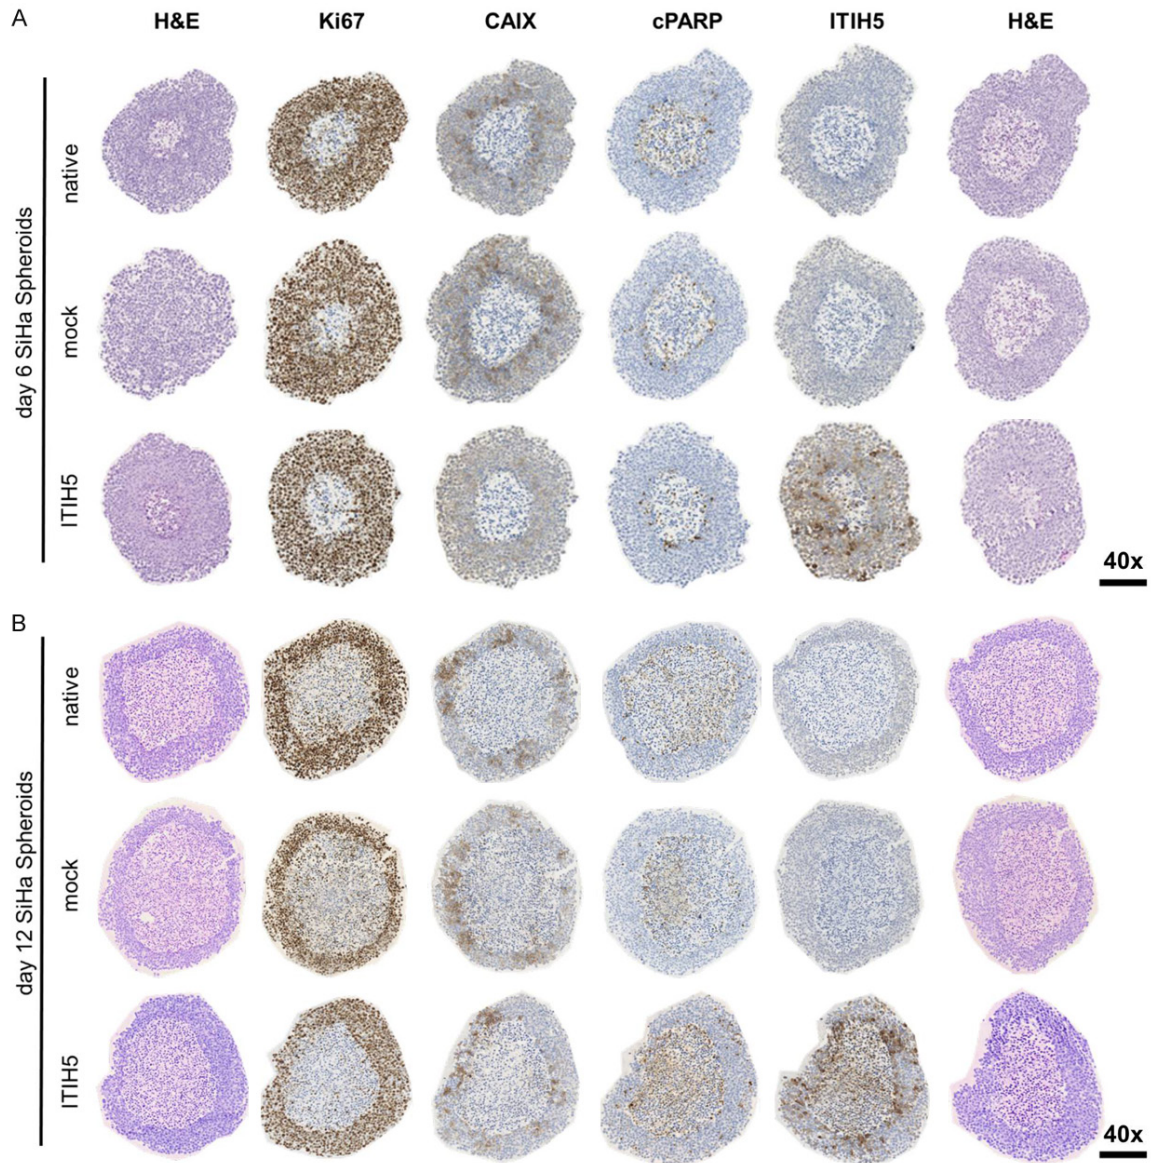 A
H&E Ki67 CAIX cPARP ITIH5 H&E
day 6 SiHa Spheroids
native
mock
ITIH5
40x
B
day 12 SiHa Spheroids
native
mock
ITIH5
40x